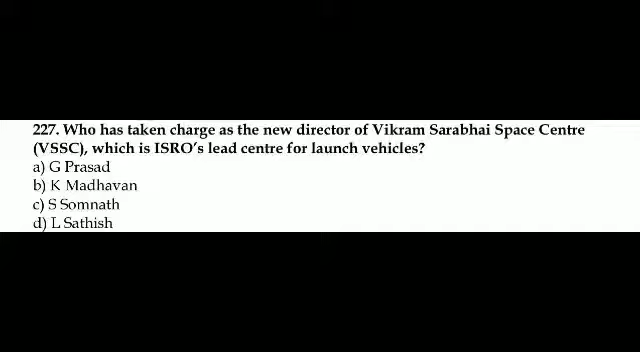 227. Who has taken charge as the new director of Vikram Sarabhai Space Centre
(VSSC), which is ISRO's lead centre for launch vehicles?
a) G Prasad
b) K Madhavan
c) S Somnath
d) L Sathish